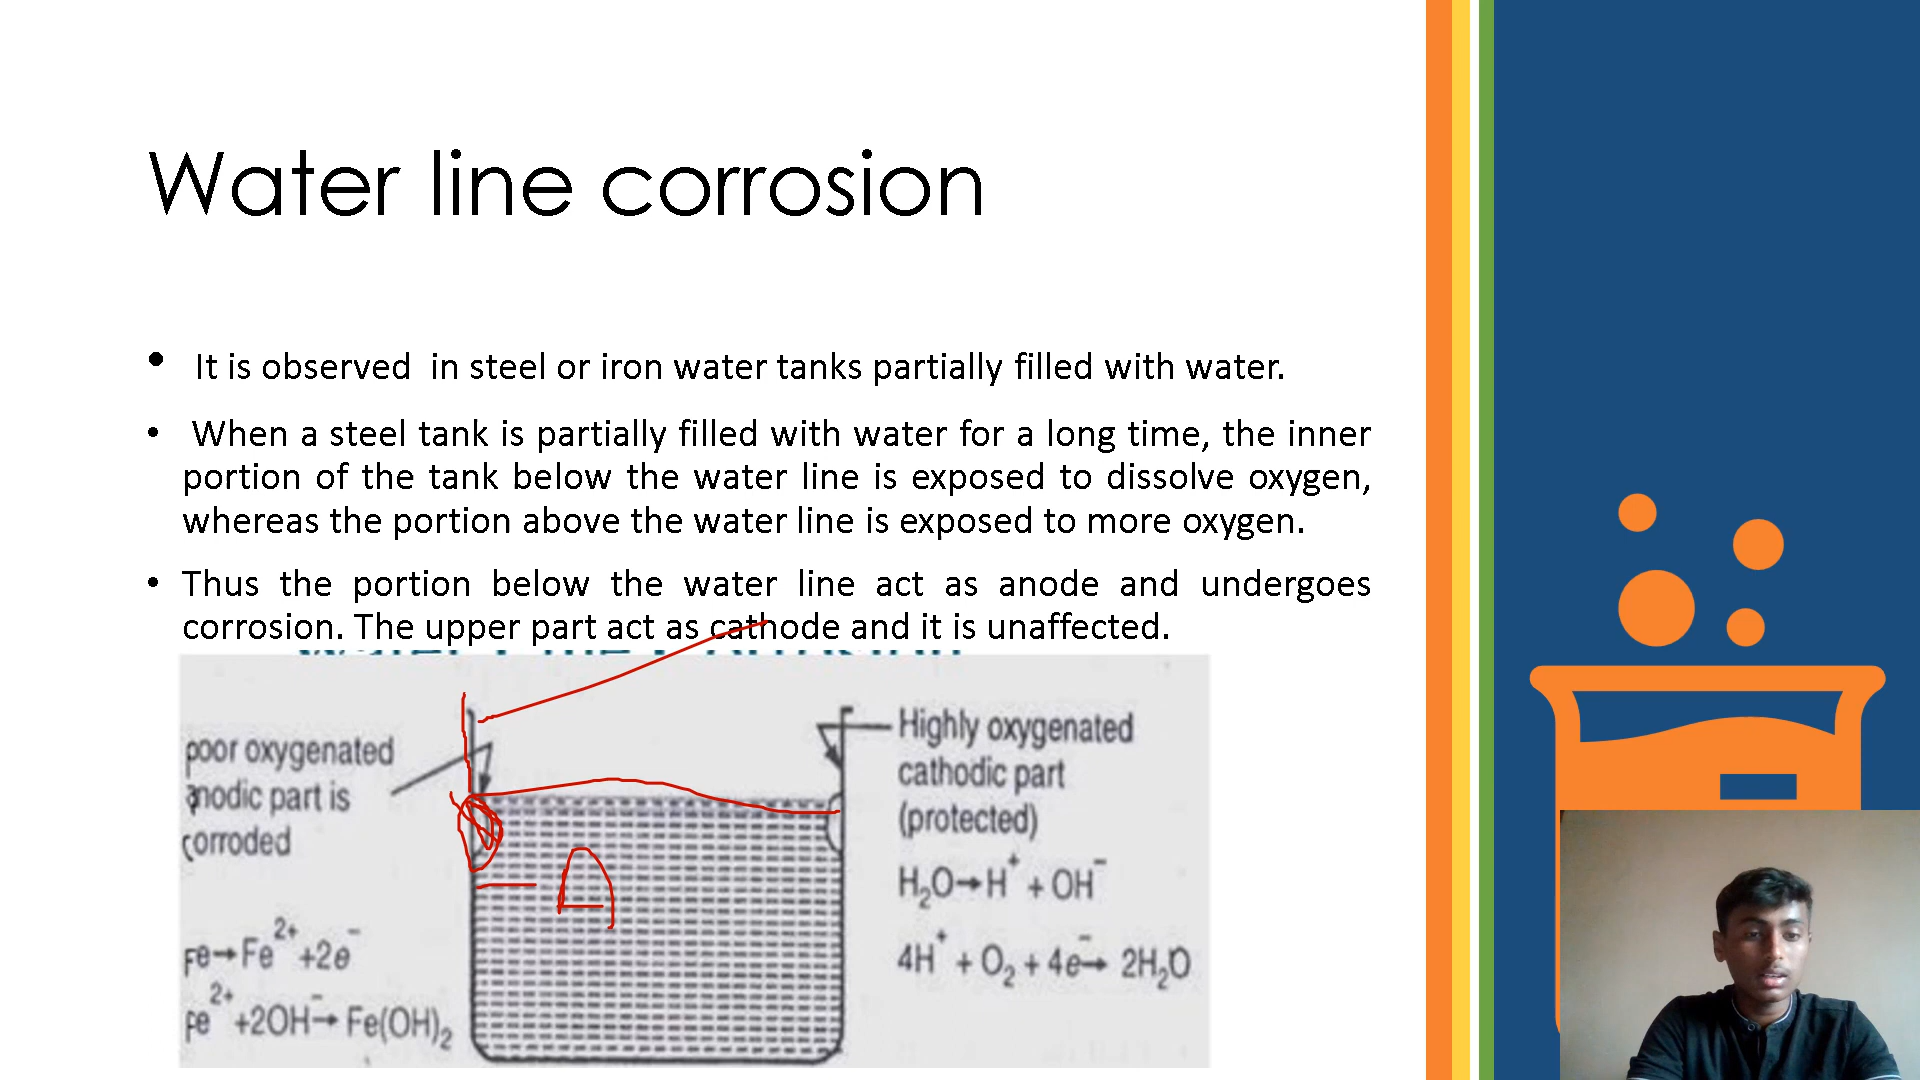 Water line corrosion
• It is observed in steel or iron water tanks partially filled with water.
• When a steel tank is partially filled with water for a long time, the inner
portion of the tank below the water line is exposed to dissolve oxygen,
whereas the portion above the water line is exposed to more oxygen.
• Thus the portion below the water line act as anode and undergoes
corrosion. The upper part act as cathode and it is unaffected.
poor oxygenated
anodic part is
corroded
Fe→Fe²⁺+2e⁻
Fe²⁺+2OH⁻→Fe(OH)₂
A
Highly oxygenated
cathodic part
(protected)
H₂O→H⁺+OH⁻
4H⁺+O₂+4e⁻→2H₂O